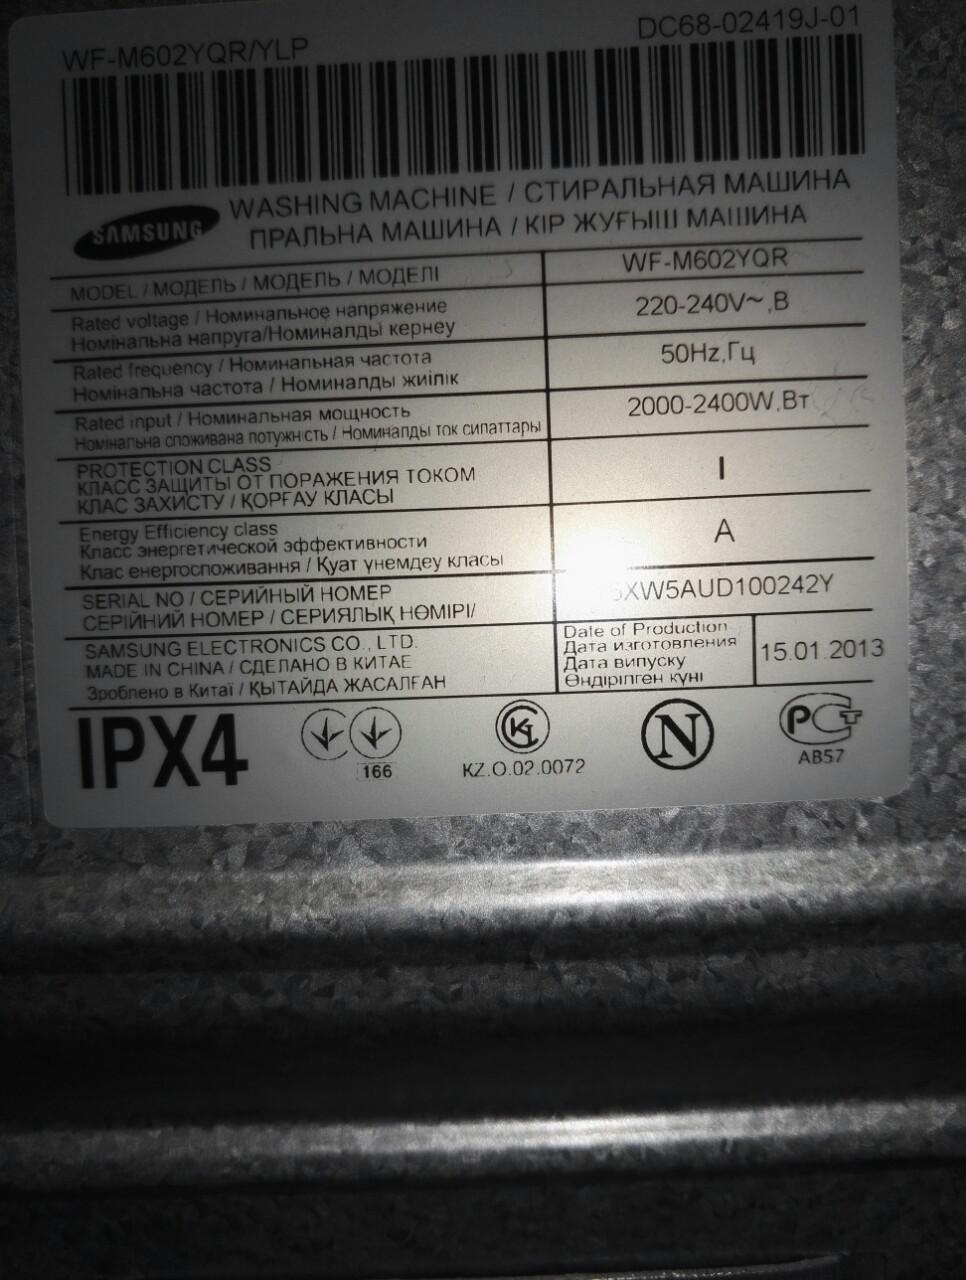 WF-M602YQR/YLP DC68-02419J-01
SAMSUNG
WASHING MACHINE / СТИРАЛЬНАЯ МАШИНА
ПРАЛЬНА МАШИНА / КІР ЖУҒЫШ МАШИНА
MODEL / МОДЕЛЬ / МОДЕЛЬ / МОДЕЛІ WF-M602YQR
Rated voltage / Номинальное напряжение
Номінальна напруга/Номиналды кернеу 220-240V~,В
Rated frequency / Номинальная частота
Номінальна частота / Номиналды жиілік 50Hz,Гц
Rated input / Номинальная мощность
Номінальна споживана потужність / Номиналды ток сипаттары 2000-2400W,Вт
PROTECTION CLASS
КЛАСС ЗАЩИТЫ ОТ ПОРАЖЕНИЯ ТОКОМ
КЛАС ЗАХИСТУ / ҚОРҒАУ КЛАСЫ I
Energy Efficiency class
Класс энергетической эффективности
Клас енергоспоживання / Қуат үнемдеу класы A
SERIAL NO / СЕРИЙНЫЙ НОМЕР
СЕРІЙНИЙ НОМЕР / СЕРИЯЛЫҚ НӨМІРІ/
SAMSUNG ELECTRONICS CO., LTD.
MADE IN CHINA / СДЕЛАНО В КИТАЕ
Зроблено в Китаї / ҚЫТАЙДА ЖАСАЛҒАН
Date of Production
Дата изготовления
Дата випуску
Өндірілген күні
15.01.2013
IPX4
166
KZ.O.02.0072
N
РСТ
АВ57